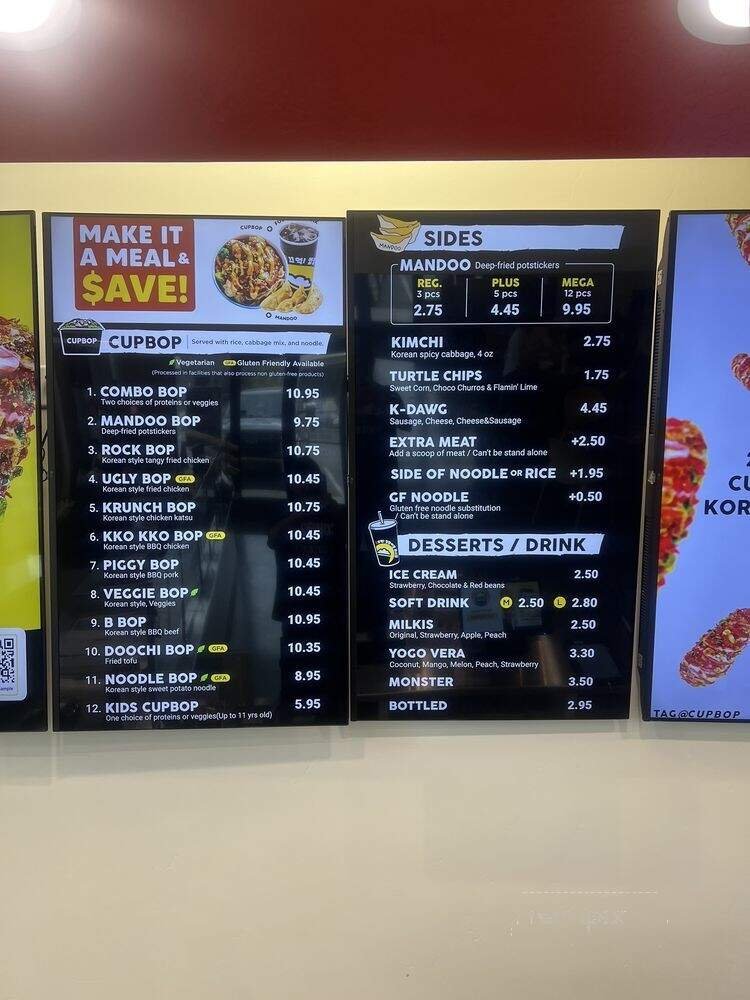 MAKE IT
A MEAL &
$AVE!
CUPBOP
MANDOO
CUPBOP
CUPBOP
Served with rice, cabbage mix, and noodle.
Vegetarian GFA Gluten Friendly Available
(Processed in facilities that also process non gluten-free products)
1. COMBO BOP 10.95
Two choices of proteins or veggies
2. MANDOO BOP 9.75
Deep-fried potstickers
3. ROCK BOP 10.75
Korean style tangy fried chicken
4. UGLY BOP GFA 10.45
Korean style fried chicken
5. KRUNCH BOP 10.75
Korean style chicken katsu
6. KKO KKO BOP GFA 10.45
Korean style BBQ chicken
7. PIGGY BOP 10.45
Korean style BBQ pork
8. VEGGIE BOP 10.45
Korean style, Veggies
9. B BOP 10.95
Korean style BBQ beef
10. DOOCHI BOP GFA 10.35
Fried tofu
11. NOODLE BOP GFA 8.95
Korean style sweet potato noodle
12. KIDS CUPBOP 5.95
One choice of proteins or veggies(Up to 11 yrs old)
MANDOO
SIDES
MANDOO Deep-fried potstickers
REG. PLUS MEGA
3 pcs 5 pcs 12 pcs
2.75 4.45 9.95
KIMCHI 2.75
Korean spicy cabbage, 4 oz
TURTLE CHIPS 1.75
Sweet Corn, Choco Churros & Flamin' Lime
K-DAWG 4.45
Sausage, Cheese, Cheese&Sausage
EXTRA MEAT +2.50
Add a scoop of meat / Can't be stand alone
SIDE OF NOODLE OR RICE +1.95
GF NOODLE +0.50
Gluten free noodle substitution
/ Can't be stand alone
DESSERTS / DRINK
ICE CREAM 2.50
Strawberry, Chocolate & Red beans
SOFT DRINK M 2.50 L 2.80
MILKIS 2.50
Original, Strawberry, Apple, Peach
YOGO VERA 3.30
Coconut, Mango, Melon, Peach, Strawberry
MONSTER 3.50
BOTTLED 2.95
CU
KOR
TAG@CUPBOP